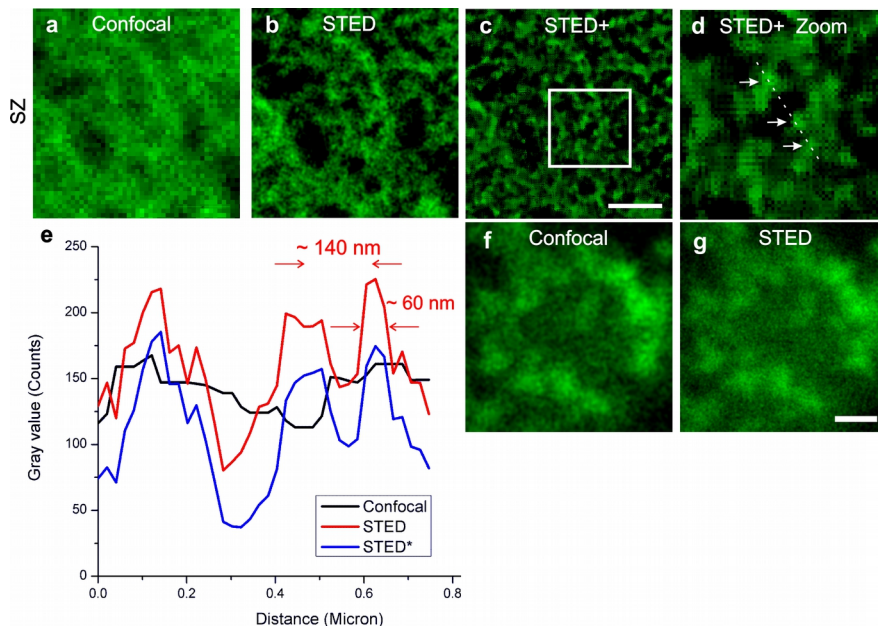 a Confocal
b STED
c STED+
d STED+ Zoom
SZ
e
~ 140 nm
~ 60 nm
250
200
150
100
50
0
Gray value (Counts)
Confocal
STED
STED*
0.0 0.2 0.4 0.6 0.8
Distance (Micron)
f Confocal
g STED